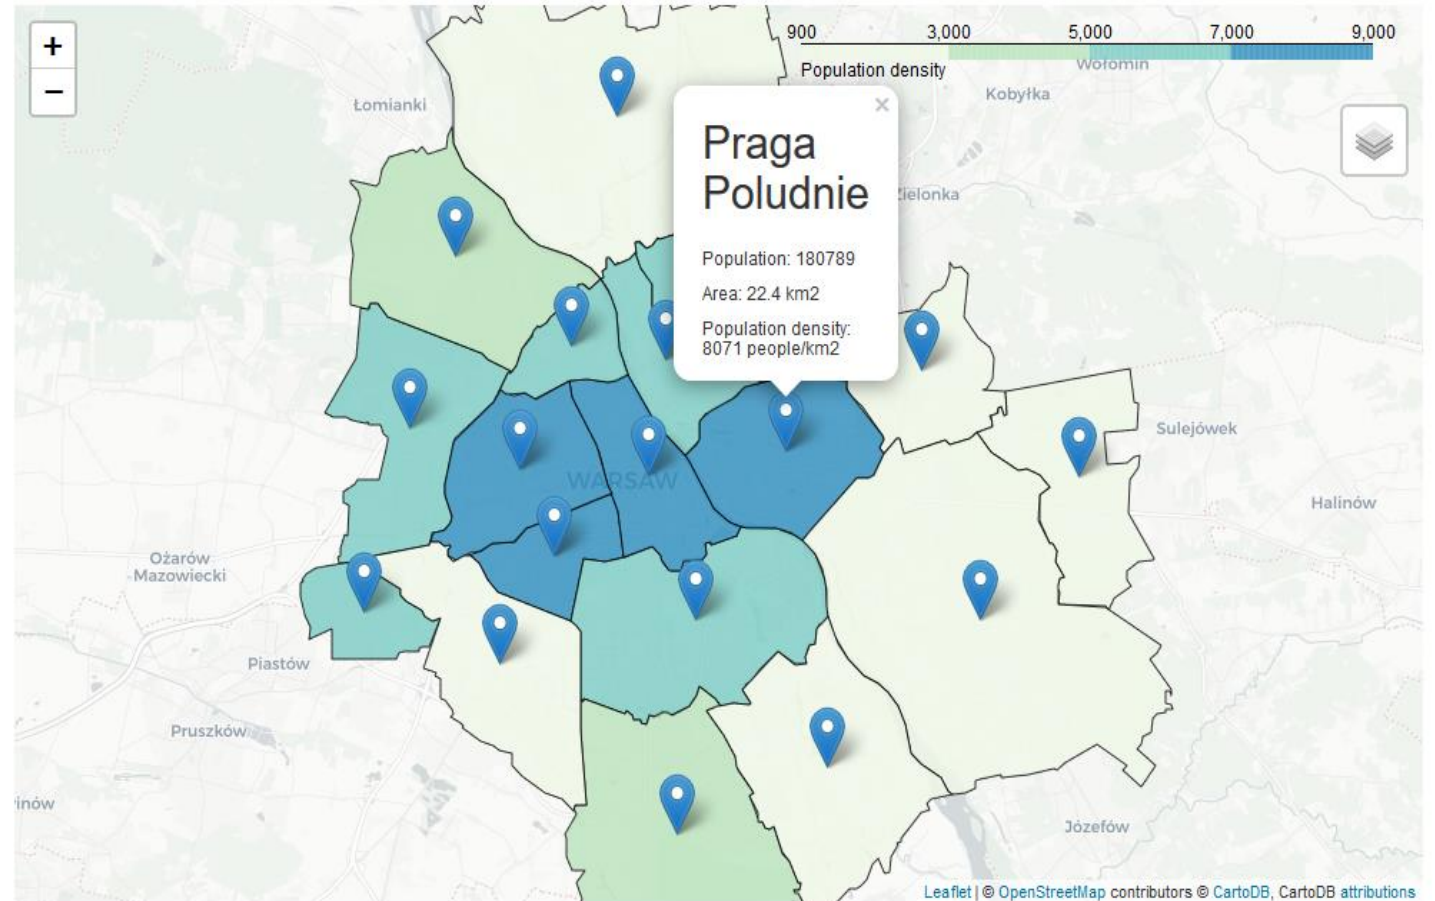 +
−
900 3,000 5,000 7,000 9,000
Population density
Wołomin
Kobyłka
Łomianki
×
Praga
Poludnie
Zielonka
Population: 180789
Area: 22.4 km2
Population density:
8071 people/km2
Sulejówek
WARSAW
Halinów
Ożarów
Mazowiecki
Piastów
Pruszków
inów
Józefów
Leaflet | © OpenStreetMap contributors © CartoDB, CartoDB attributions